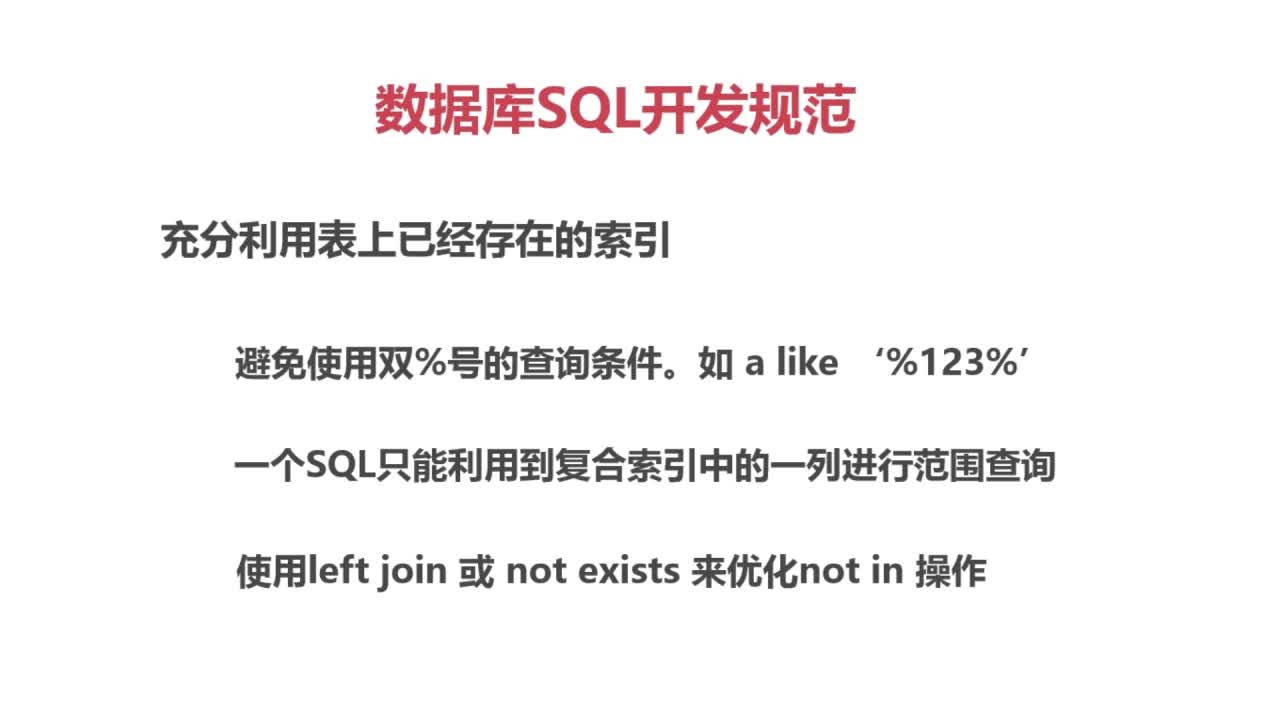 数据库SQL开发规范
充分利用表上已经存在的索引
避免使用双%号的查询条件。如 a like ‘%123%’
一个SQL只能利用到复合索引中的一列进行范围查询
使用left join 或 not exists 来优化not in 操作